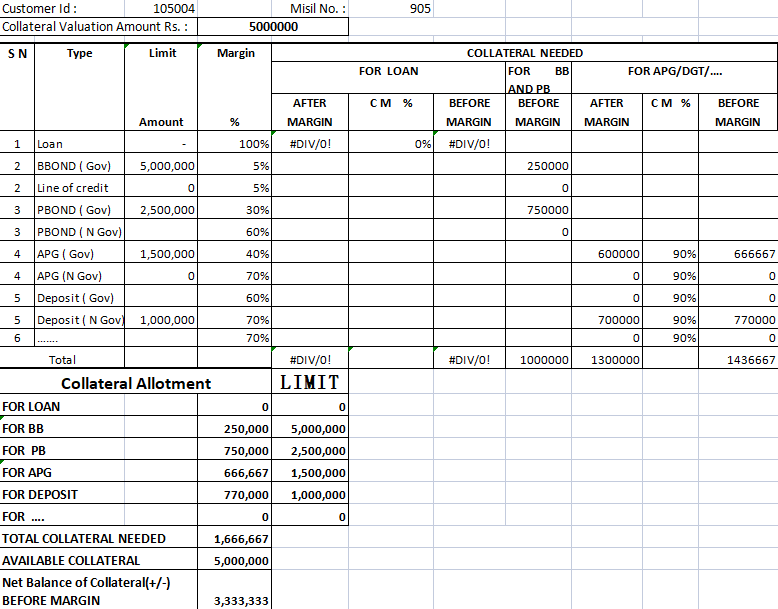 Customer Id : 105004 Misil No. : 905
Collateral Valuation Amount Rs. : 5000000
S N Type Limit Margin COLLATERAL NEEDED
FOR LOAN FOR BB FOR APG/DGT/....
AND PB
AFTER C M % BEFORE BEFORE AFTER C M % BEFORE
Amount % MARGIN MARGIN MARGIN MARGIN MARGIN
1 Loan - 100% #DIV/0! 0% #DIV/0!
2 BBOND ( Gov) 5,000,000 5% 250000
2 Line of credit 0 5% 0
3 PBOND ( Gov) 2,500,000 30% 750000
3 PBOND ( N Gov) 60% 0
4 APG ( Gov) 1,500,000 40% 600000 90% 666667
4 APG (N Gov) 0 70% 0 90% 0
5 Deposit ( Gov) 60% 0 90% 0
5 Deposit ( N Gov) 1,000,000 70% 700000 90% 770000
6 ....... 70% 0 90% 0
Total #DIV/0! #DIV/0! 1000000 1300000 1436667
Collateral Allotment LIMIT
FOR LOAN 0 0
FOR BB 250,000 5,000,000
FOR PB 750,000 2,500,000
FOR APG 666,667 1,500,000
FOR DEPOSIT 770,000 1,000,000
FOR .... 0 0
TOTAL COLLATERAL NEEDED 1,666,667
AVAILABLE COLLATERAL 5,000,000
Net Balance of Collateral(+/-)
BEFORE MARGIN 3,333,333